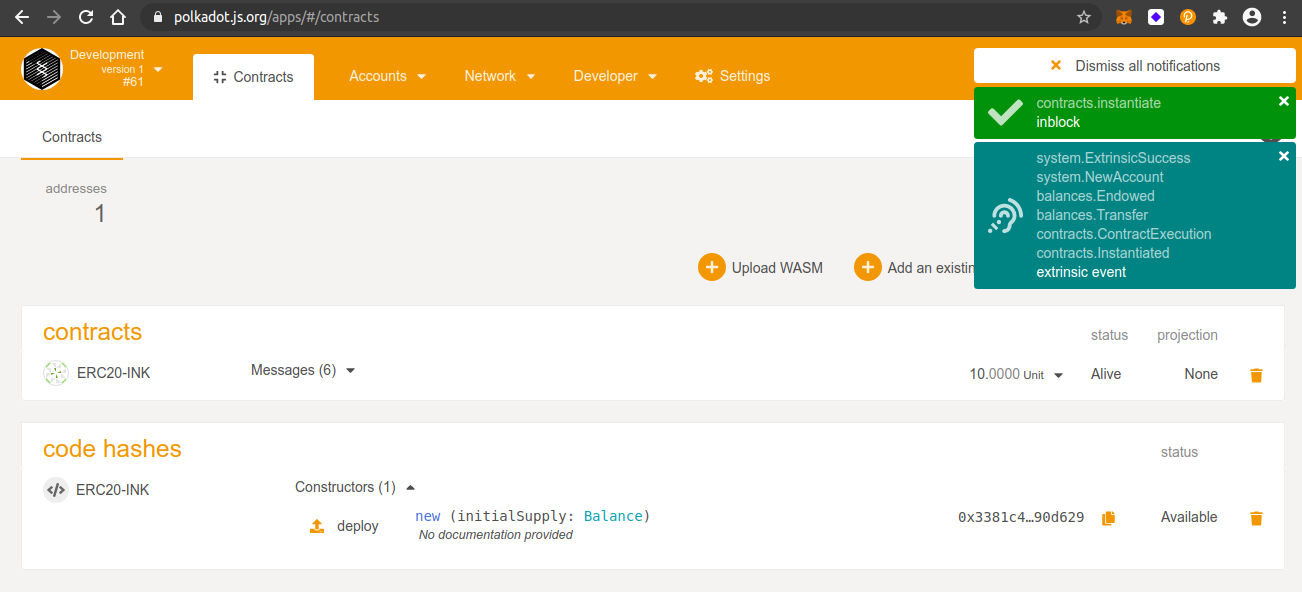 polkadot.js.org/apps/#/contracts
Development
version 1
#61
Contracts
Accounts
Network
Developer
Settings
Dismiss all notifications
contracts.instantiate
inblock
Contracts
system.ExtrinsicSuccess
system.NewAccount
balances.Endowed
balances.Transfer
contracts.ContractExecution
contracts.Instantiated
extrinsic event
addresses
1
Upload WASM
Add an existin
contracts
status
projection
ERC20-INK
Messages (6)
10.0000 Unit
Alive
None
code hashes
status
ERC20-INK
Constructors (1)
deploy
new (initialSupply: Balance)
No documentation provided
0x3381c4…90d629
Available